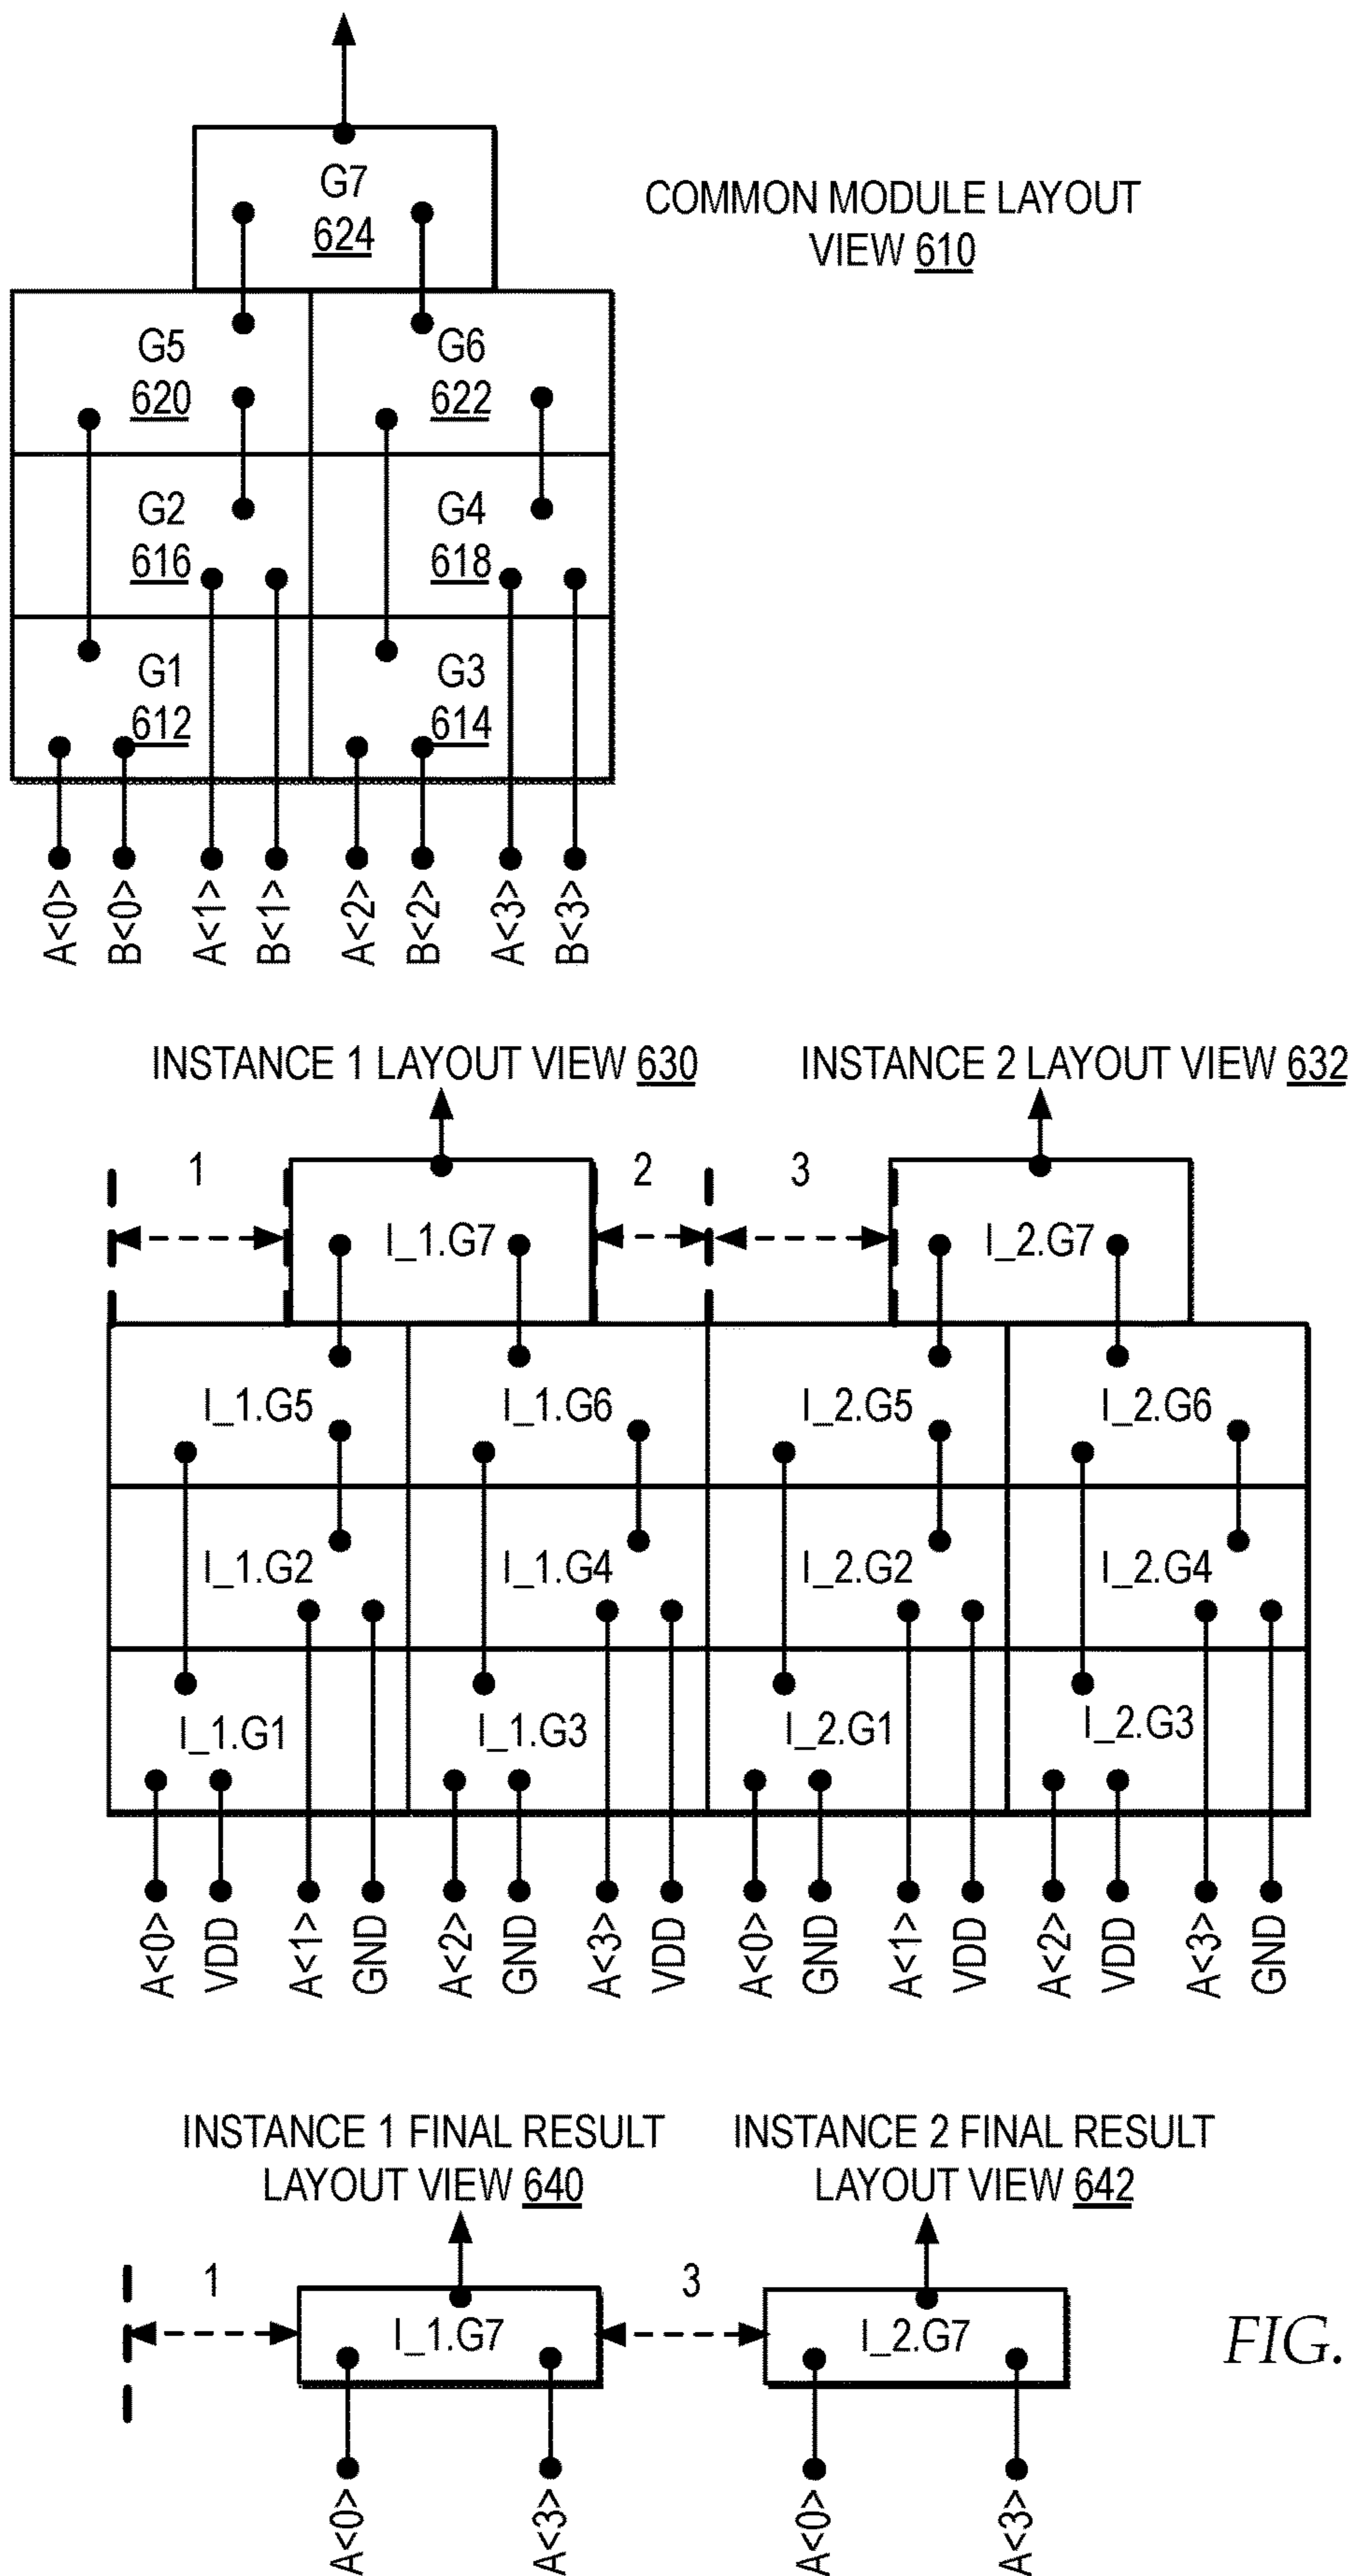 G7
624
COMMON MODULE LAYOUT
VIEW 610
G5
620
G6
622
G2
616
G4
618
G1
612
G3
614
A<0>
B<0>
A<1>
B<1>
A<2>
B<2>
A<3>
B<3>
INSTANCE 1 LAYOUT VIEW 630
INSTANCE 2 LAYOUT VIEW 632
1
2
3
I_1.G7
I_2.G7
I_1.G5
I_1.G6
I_2.G5
I_2.G6
I_1.G2
I_1.G4
I_2.G2
I_2.G4
I_1.G1
I_1.G3
I_2.G1
I_2.G3
A<0>
VDD
A<1>
GND
A<2>
GND
A<3>
VDD
A<0>
GND
A<1>
VDD
A<2>
VDD
A<3>
GND
INSTANCE 1 FINAL RESULT
LAYOUT VIEW 640
INSTANCE 2 FINAL RESULT
LAYOUT VIEW 642
1
3
I_1.G7
I_2.G7
FIG.
A<0>
A<3>
A<0>
A<3>